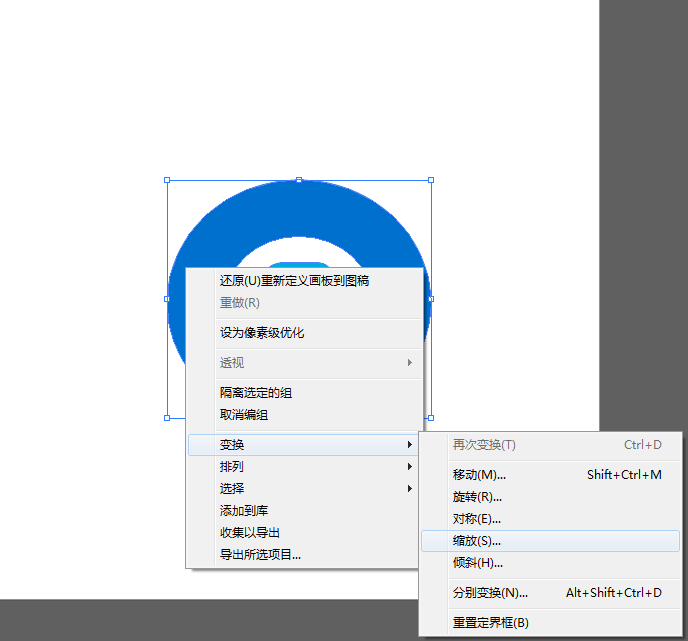 还原(U)重新定义画板到图稿
重做(R)
设为像素级优化
透视
隔离选定的组
取消编组
变换
排列
选择
添加到库
收集以导出
导出所选项目...
再次变换(T) Ctrl+D
移动(M)... Shift+Ctrl+M
旋转(R)...
对称(E)...
缩放(S)...
倾斜(H)...
分别变换(N)... Alt+Shift+Ctrl+D
重置定界框(B)